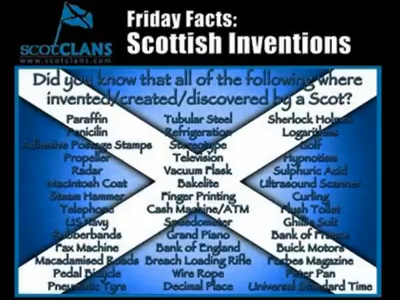 scotCLANS
www.scotclans.com
Friday Facts:
Scottish Inventions
Did you know that all of the following where
invented/created/discovered by a Scot?
Paraffin Tubular Steel Sherlock Holmes
Penicilin Refrigeration Logarithms
Adhesive Postage Stamps Stereotype Golf
Propeller Television Hypnotism
Radar Vacuum Flask Sulphuric Acid
Macintosh Coat Bakelite Ultrasound Scanner
Steam Hammer Finger Printing Curling
Telephone Cash Machine/ATM Flush Toilet
US Navy Speedometer Ghillie Suit
Rubberbands Grand Piano Bank of France
Fax Machine Bank of England Buick Motors
Macadamised Roads Breach Loading Rifle Forbes Magazine
Pedal Bicycle Wire Rope Peter Pan
Pneumatic Tyre Decimal Place Universal Standard Time